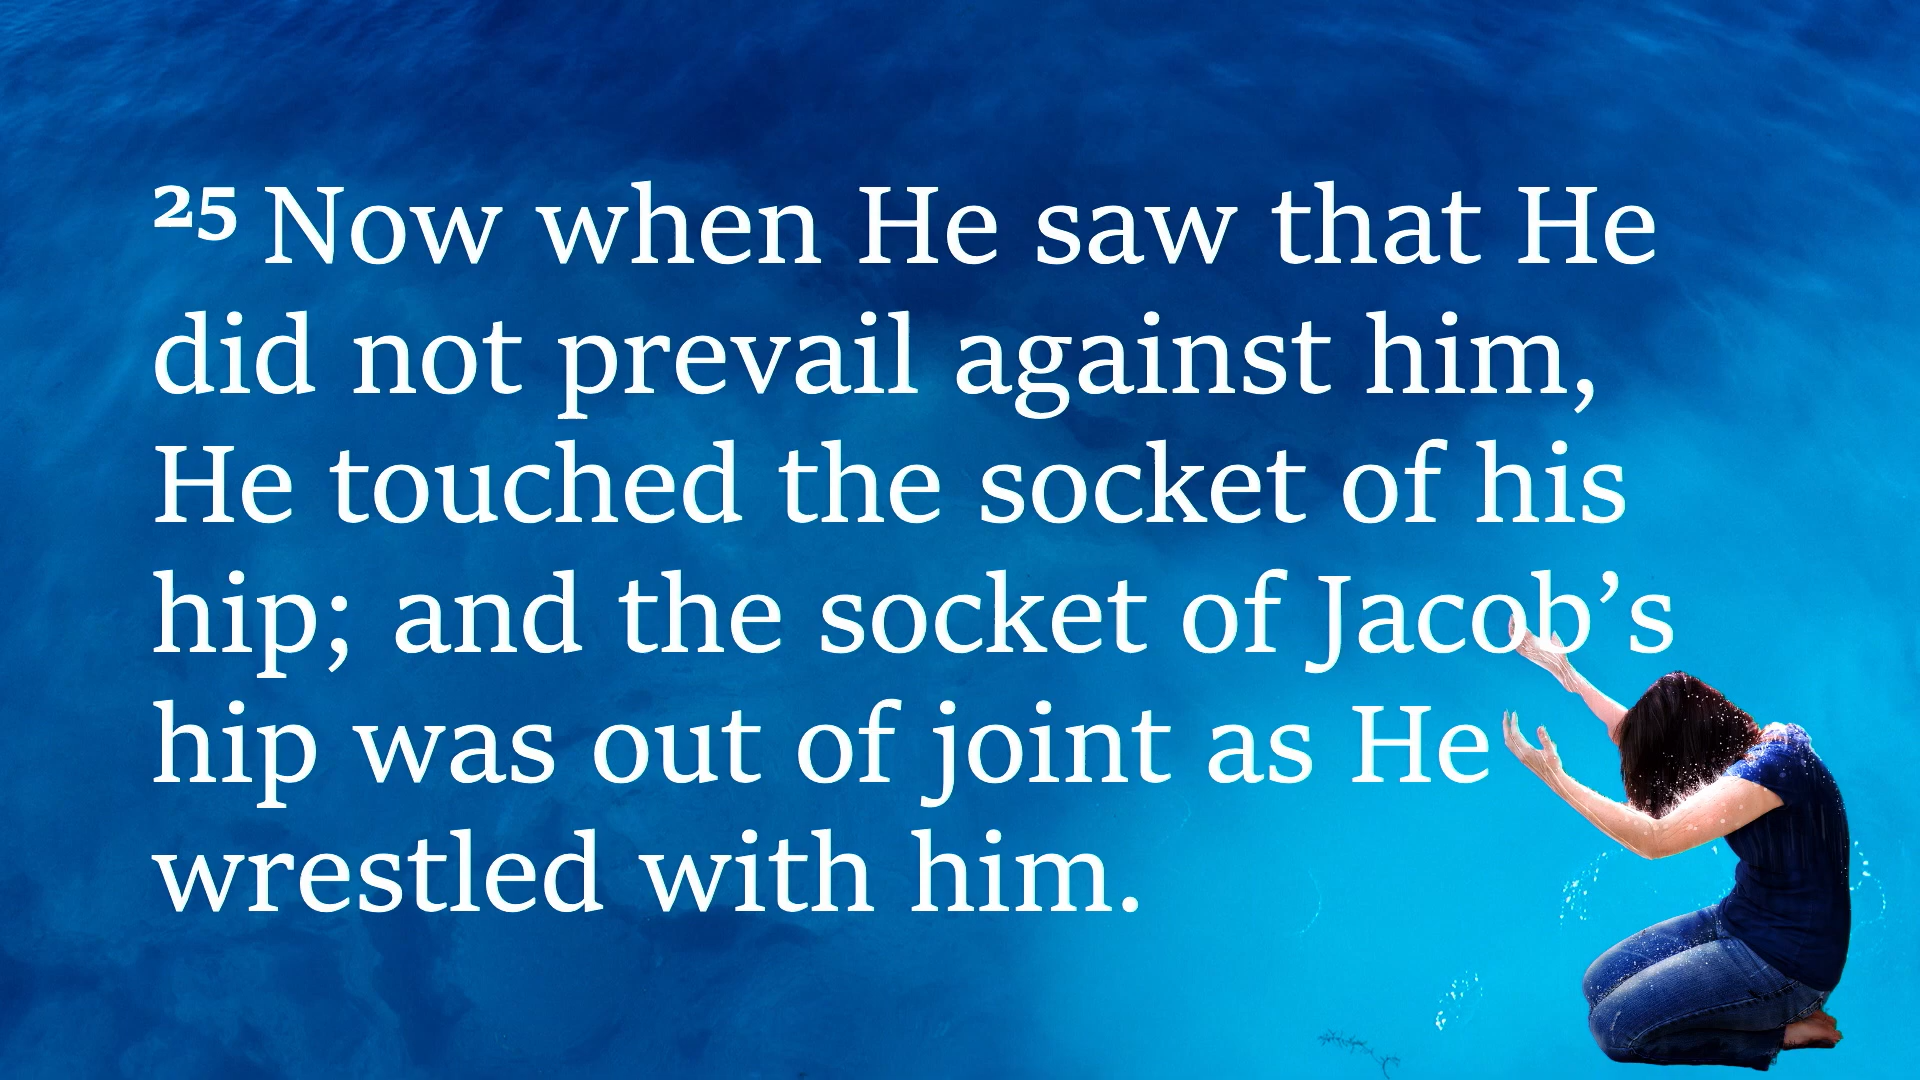 25 Now when He saw that He
did not prevail against him,
He touched the socket of his
hip; and the socket of Jacob’s
hip was out of joint as He
wrestled with him.